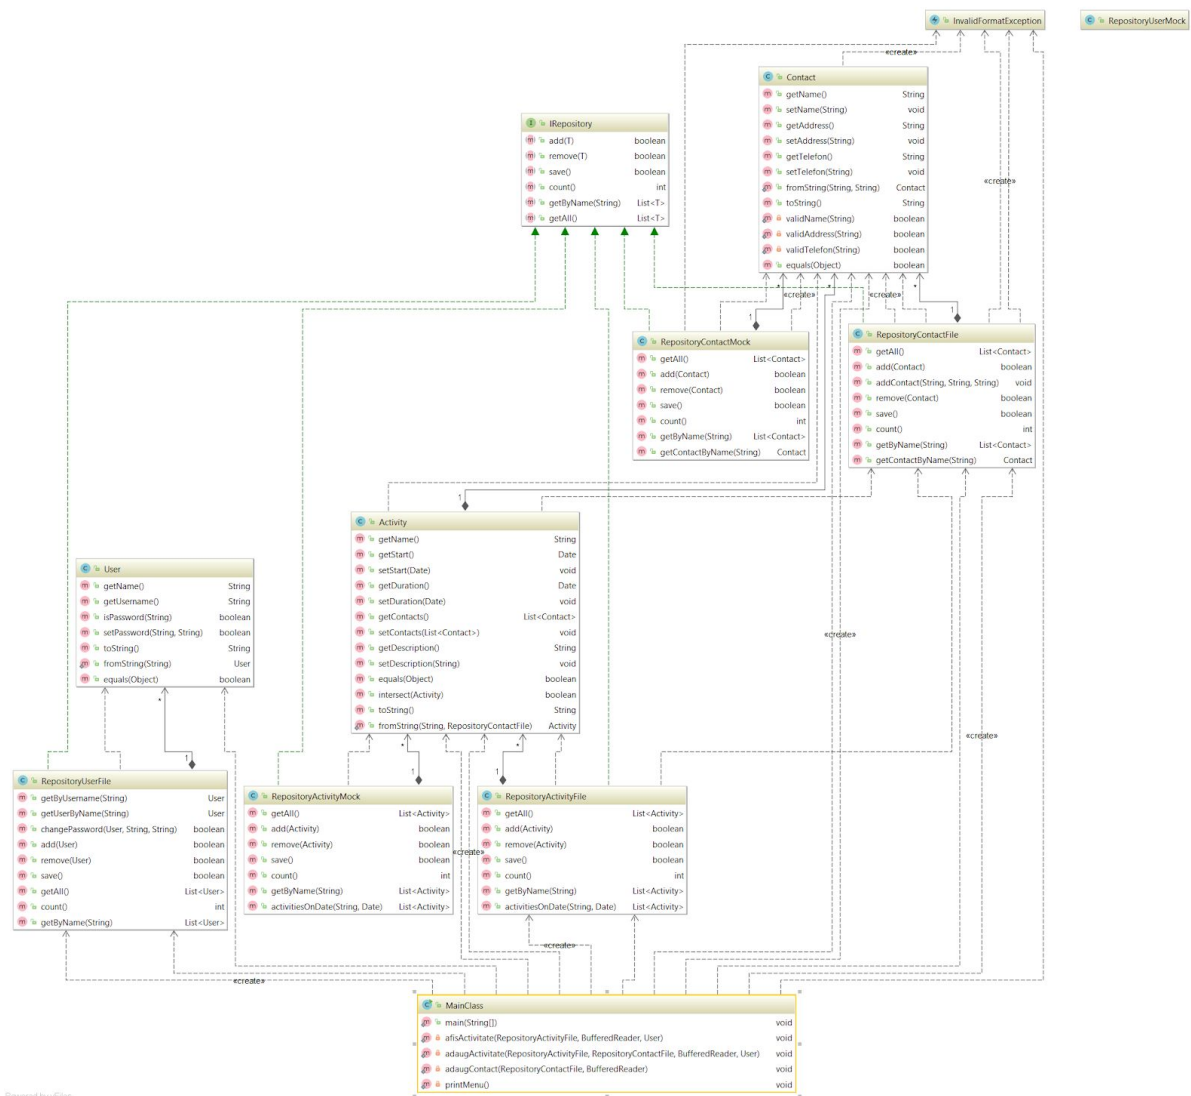 InvalidFormatException
RepositoryUserMock
«create»
Contact
getName() String
setName(String) void
getAddress() String
setAddress(String) void
getTelefon() String
setTelefon(String) void
fromString(String, String) Contact
toString() String
validName(String) boolean
validAddress(String) boolean
validTelefon(String) boolean
equals(Object) boolean
IRepository
add(T) boolean
remove(T) boolean
save() boolean
count() int
getByName(String) List<T>
getAll() List<T>
«create»
* «create» * «create» *
1 1
RepositoryContactMock
getAll() List<Contact>
add(Contact) boolean
remove(Contact) boolean
save() boolean
count() int
getByName(String) List<Contact>
getContactByName(String) Contact
RepositoryContactFile
getAll() List<Contact>
add(Contact) boolean
addContact(String, String, String) void
remove(Contact) boolean
save() boolean
count() int
getByName(String) List<Contact>
getContactByName(String) Contact
1
Activity
getName() String
getStart() Date
setStart(Date) void
getDuration() Date
setDuration(Date) void
getContacts() List<Contact>
setContacts(List<Contact>) void
getDescription() String
setDescription(String) void
equals(Object) boolean
intersect(Activity) boolean
toString() String
fromString(String, RepositoryContactFile) Activity
User
getName() String
getUsername() String
isPassword(String) boolean
setPassword(String, String) boolean
toString() String
fromString(String) User
equals(Object) boolean
«create»
«create»
* * *
1 1 1
RepositoryUserFile
getByUsername(String) User
getUserByName(String) User
changePassword(User, String, String) boolean
add(User) boolean
remove(User) boolean
save() boolean
getAll() List<User>
count() int
getByName(String) List<User>
RepositoryActivityMock
getAll() List<Activity>
add(Activity) boolean
remove(Activity) boolean
save() boolean
count() int
getByName(String) List<Activity>
activitiesOnDate(String, Date) List<Activity>
«create»
RepositoryActivityFile
getAll() List<Activity>
add(Activity) boolean
remove(Activity) boolean
save() boolean
count() int
getByName(String) List<Activity>
activitiesOnDate(String, Date) List<Activity>
«create»
«create»
MainClass
main(String[]) void
afisActivitate(RepositoryActivityFile, BufferedReader, User) void
adaugActivitate(RepositoryActivityFile, RepositoryContactFile, BufferedReader, User) void
adaugContact(RepositoryContactFile, BufferedReader) void
printMenu() void